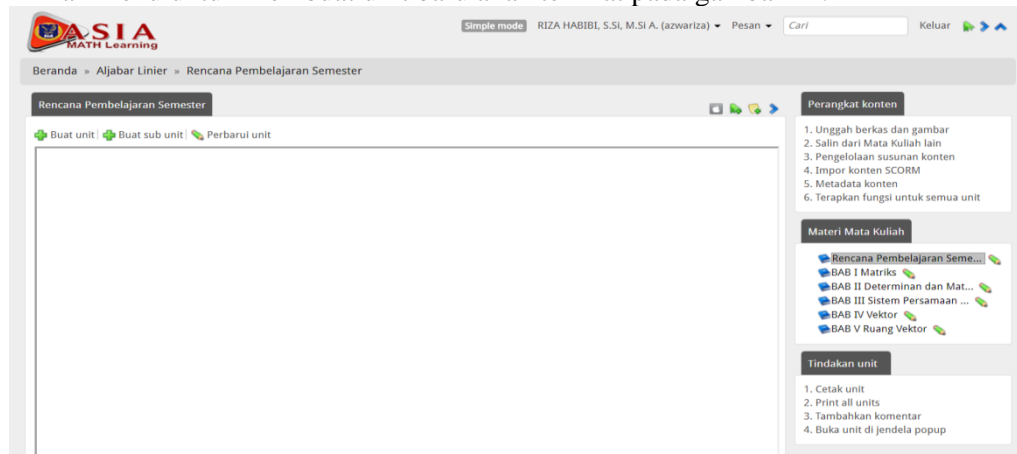 ASIA
MATH Learning
Simple mode RIZA HABIBI, S.Si, M.Si A. (azwariza) Pesan Cari Keluar
Beranda » Aljabar Linier » Rencana Pembelajaran Semester
Rencana Pembelajaran Semester
Buat unit| Buat sub unit| Perbarui unit
Perangkat konten
1. Unggah berkas dan gambar
2. Salin dari Mata Kuliah lain
3. Pengelolaan susunan konten
4. Impor konten SCORM
5. Metadata konten
6. Terapkan fungsi untuk semua unit
Materi Mata Kuliah
Rencana Pembelajaran Seme...
BAB I Matriks
BAB II Determinan dan Mat...
BAB III Sistem Persamaan ...
BAB IV Vektor
BAB V Ruang Vektor
Tindakan unit
1. Cetak unit
2. Print all units
3. Tambahkan komentar
4. Buka unit di jendela popup